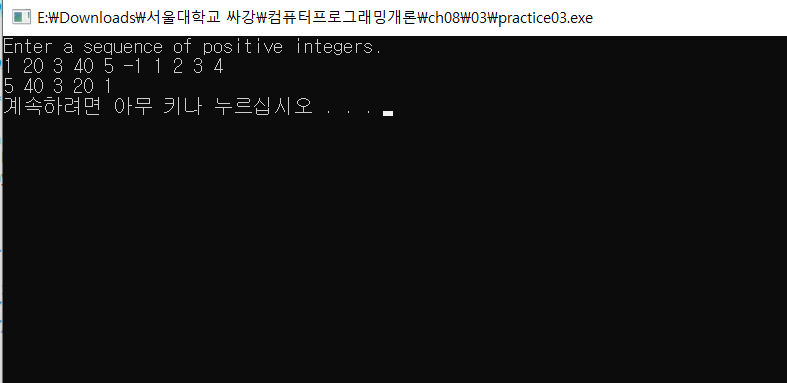 E:₩Downloads₩서울대학교 싸강₩컴퓨터프로그래밍개론₩ch08₩03₩practice03.exe
Enter a sequence of positive integers.
1 20 3 40 5 -1 1 2 3 4
5 40 3 20 1
계속하려면 아무 키나 누르십시오 . . .